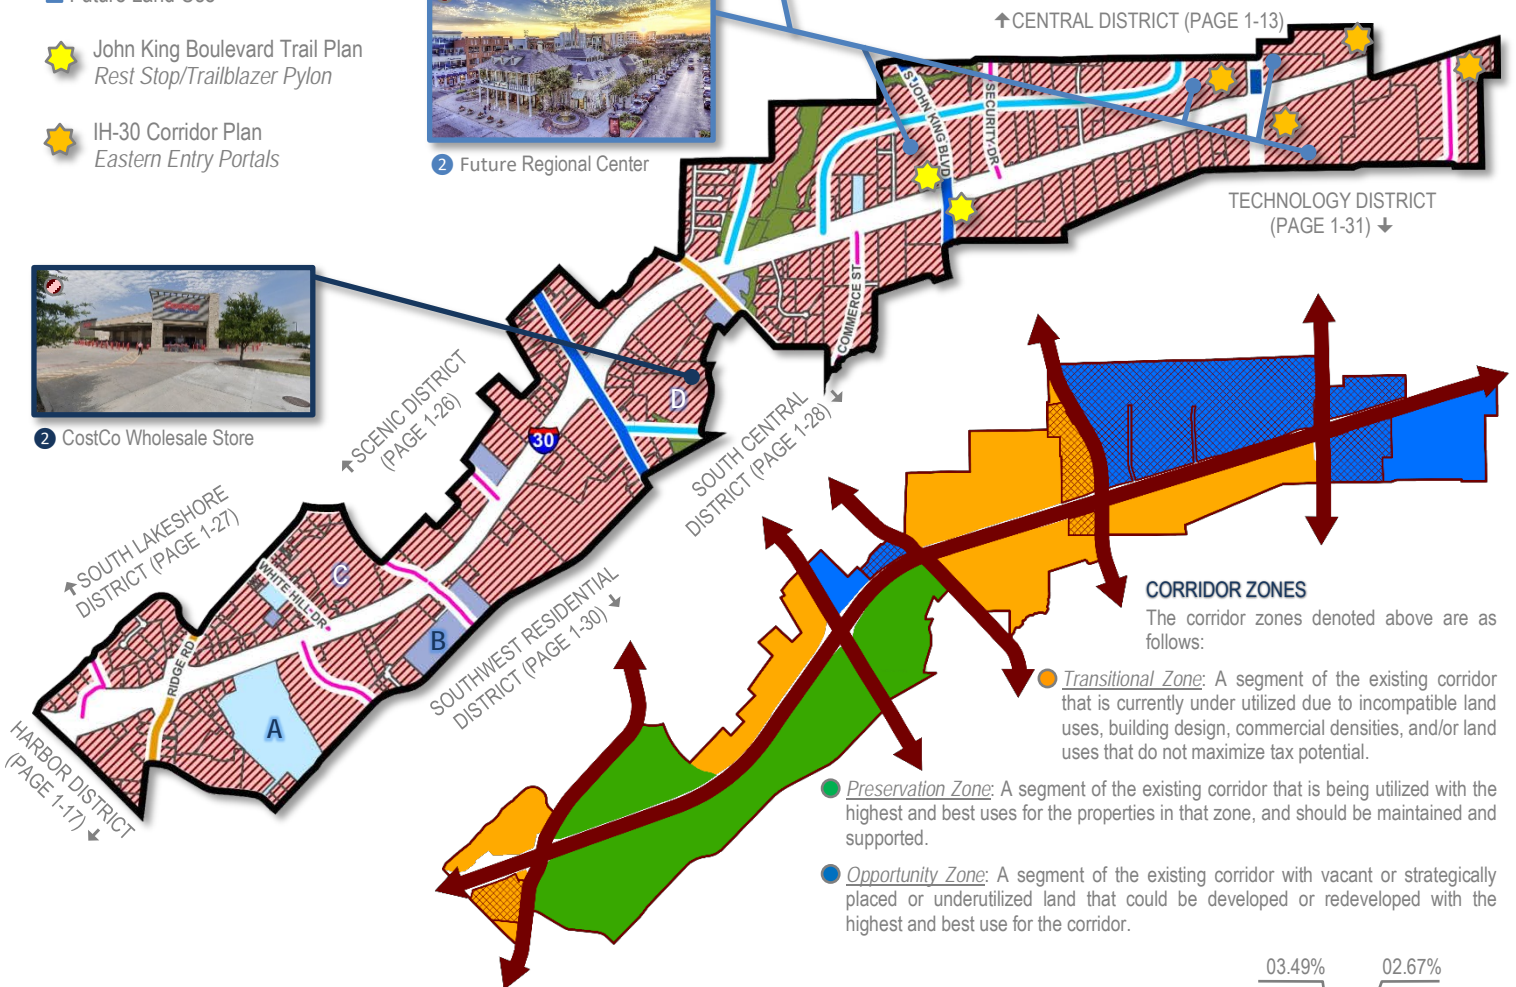 Future Land Use
John King Boulevard Trail Plan
Rest Stop/Trailblazer Pylon
IH-30 Corridor Plan
Eastern Entry Portals
2 Future Regional Center
↑CENTRAL DISTRICT (PAGE 1-13)
S JOHN KING BLVD
SECURITY DR
COMMERCE ST
TECHNOLOGY DISTRICT
(PAGE 1-31) ↓
2 CostCo Wholesale Store
↖SCENIC DISTRICT
(PAGE 1-26)
30
D
SOUTH CENTRAL
DISTRICT (PAGE 1-28) ↘
↖SOUTH LAKESHORE
DISTRICT (PAGE 1-27)
WHITE HILL DR
C
B
SOUTHWEST RESIDENTIAL
DISTRICT (PAGE 1-30) ↘
RIDGE RD
A
HARBOR DISTRICT
(PAGE 1-17) ↙
CORRIDOR ZONES
The corridor zones denoted above are as
follows:
Transitional Zone: A segment of the existing corridor
that is currently under utilized due to incompatible land
uses, building design, commercial densities, and/or land
uses that do not maximize tax potential.
Preservation Zone: A segment of the existing corridor that is being utilized with the
highest and best uses for the properties in that zone, and should be maintained and
supported.
Opportunity Zone: A segment of the existing corridor with vacant or strategically
placed or underutilized land that could be developed or redeveloped with the
highest and best use for the corridor.
03.49% 02.67%